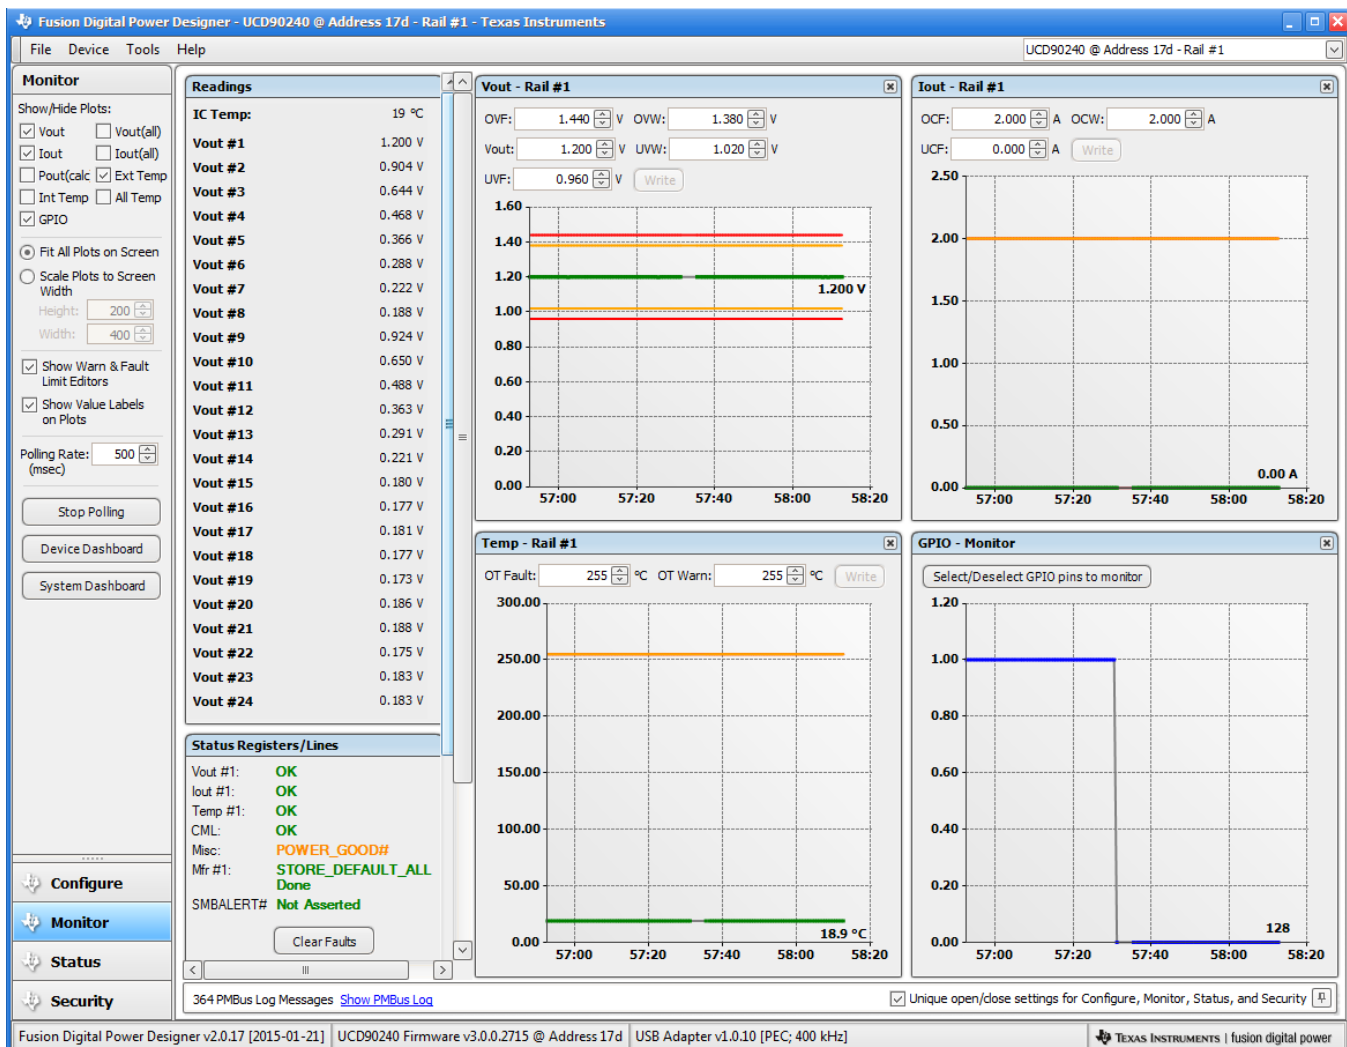 Fusion Digital Power Designer - UCD90240 @ Address 17d - Rail #1 - Texas Instruments
File Device Tools Help
UCD90240 @ Address 17d - Rail #1
Monitor
Show/Hide Plots:
Vout Vout(all)
Iout Iout(all)
Pout(calc Ext Temp
Int Temp All Temp
GPIO
Fit All Plots on Screen
Scale Plots to Screen
Width
Height: 200
Width: 400
Show Warn & Fault
Limit Editors
Show Value Labels
on Plots
Polling Rate: 500
(msec)
Stop Polling
Device Dashboard
System Dashboard
Configure
Monitor
Status
Security
Readings
IC Temp: 19 °C
Vout #1 1.200 V
Vout #2 0.904 V
Vout #3 0.644 V
Vout #4 0.468 V
Vout #5 0.366 V
Vout #6 0.288 V
Vout #7 0.222 V
Vout #8 0.188 V
Vout #9 0.924 V
Vout #10 0.650 V
Vout #11 0.488 V
Vout #12 0.363 V
Vout #13 0.291 V
Vout #14 0.221 V
Vout #15 0.180 V
Vout #16 0.177 V
Vout #17 0.181 V
Vout #18 0.177 V
Vout #19 0.173 V
Vout #20 0.186 V
Vout #21 0.188 V
Vout #22 0.175 V
Vout #23 0.183 V
Vout #24 0.183 V
Status Registers/Lines
Vout #1: OK
Iout #1: OK
Temp #1: OK
CML: OK
Misc: POWER_GOOD#
Mfr #1: STORE_DEFAULT_ALL
Done
SMBALERT# Not Asserted
Clear Faults
Vout - Rail #1
OVF: 1.440 V OVW: 1.380 V
Vout: 1.200 V UVW: 1.020 V
UVF: 0.960 V Write
1.60
1.40
1.20
1.200 V
1.00
0.80
0.60
0.40
0.20
0.00
57:00 57:20 57:40 58:00 58:20
Iout - Rail #1
OCF: 2.000 A OCW: 2.000 A
UCF: 0.000 A Write
2.50
2.00
1.50
1.00
0.50
0.00 A
0.00
57:00 57:20 57:40 58:00 58:20
Temp - Rail #1
OT Fault: 255 °C OT Warn: 255 °C Write
300.00
250.00
200.00
150.00
100.00
50.00
18.9 °C
0.00
57:00 57:20 57:40 58:00 58:20
GPIO - Monitor
Select/Deselect GPIO pins to monitor
1.20
1.00
0.80
0.60
0.40
0.20
128
0.00
57:00 57:20 57:40 58:00 58:20
364 PMBus Log Messages Show PMBus Log
Unique open/close settings for Configure, Monitor, Status, and Security
Fusion Digital Power Designer v2.0.17 [2015-01-21] UCD90240 Firmware v3.0.0.2715 @ Address 17d USB Adapter v1.0.10 [PEC; 400 kHz]
TEXAS INSTRUMENTS | fusion digital power